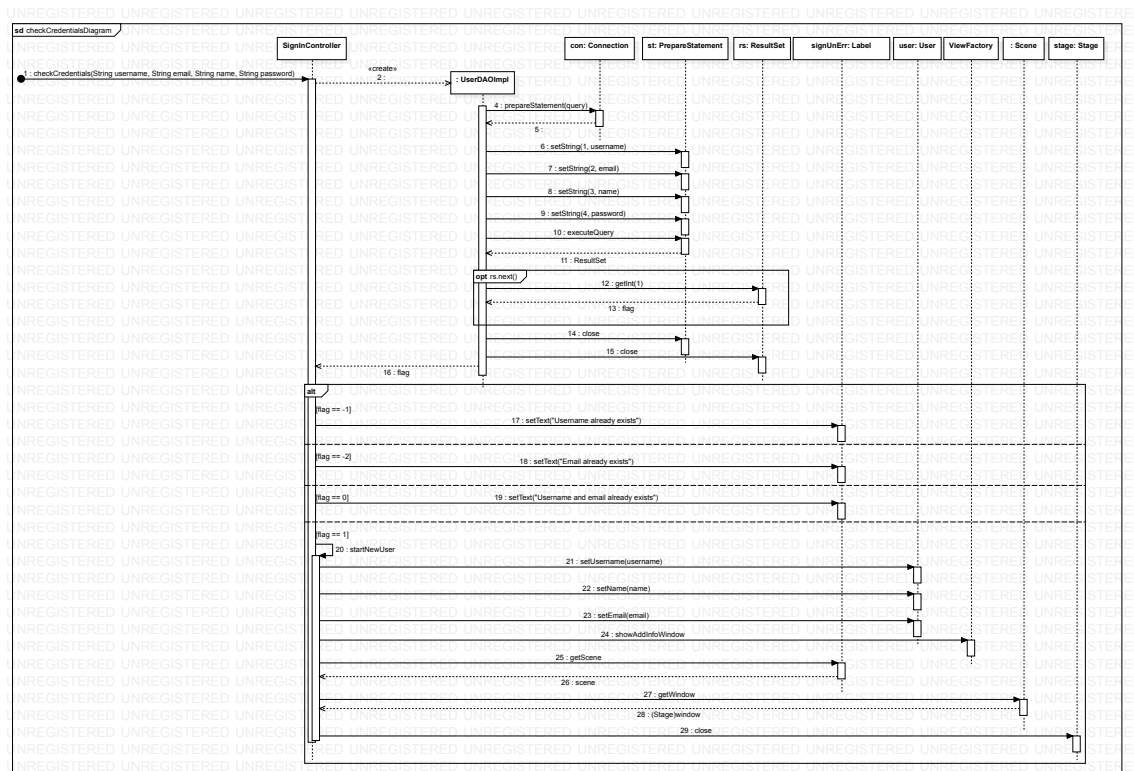 sd checkCredentialsDiagram
SignInController
con: Connection
st: PrepareStatement
rs: ResultSet
signUnErr: Label
user: User
ViewFactory
: Scene
stage: Stage
1 : checkCredentials(String username, String email, String name, String password)
«create»
2 :
: UserDAOImpl
4 : prepareStatement(query)
5 :
6 : setString(1, username)
7 : setString(2, email)
8 : setString(3, name)
9 : setString(4, password)
10 : executeQuery
11 : ResultSet
opt rs.next()
12 : getInt(1)
13 : flag
14 : close
15 : close
16 : flag
alt
[flag == -1]
17 : setText("Username already exists")
[flag == -2]
18 : setText("Email already exists")
[flag == 0]
19 : setText("Username and email already exists")
[flag == 1]
20 : startNewUser
21 : setUsername(username)
22 : setName(name)
23 : setEmail(email)
24 : showAddInfoWindow
25 : getScene
26 : scene
27 : getWindow
28 : (Stage)window
29 : close